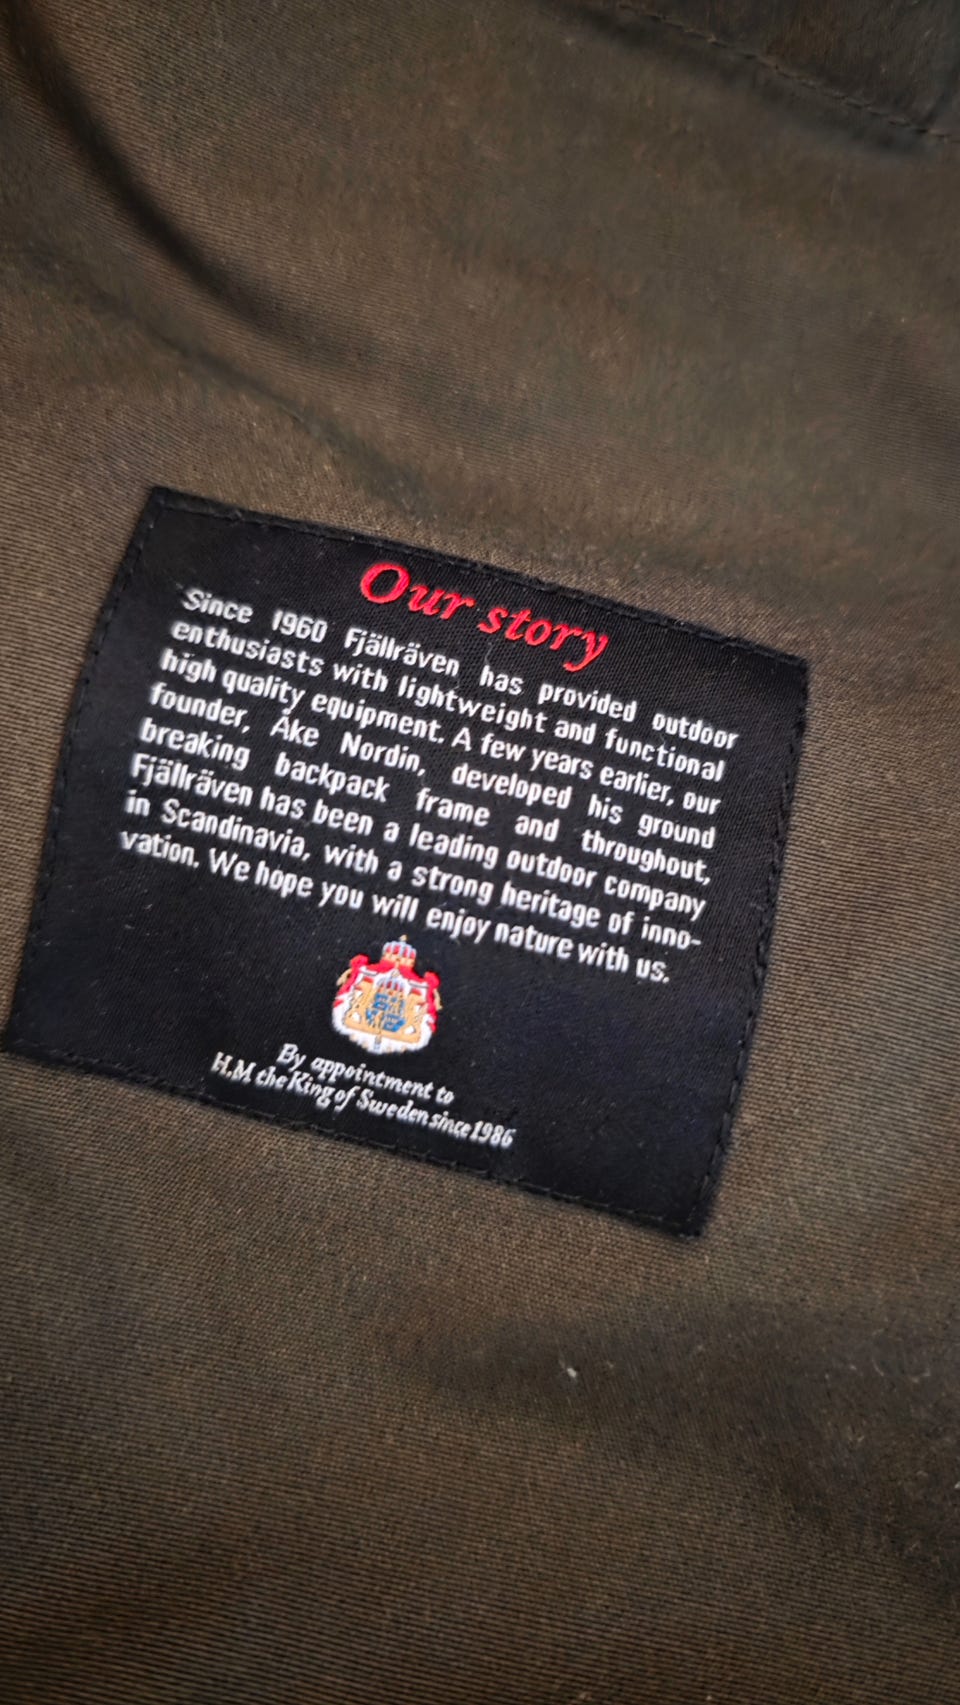 Our story
Since 1960 Fjällräven has provided outdoor
enthusiasts with lightweight and functional
high quality equipment. A few years earlier, our
founder, Åke Nordin, developed his ground
breaking backpack frame and throughout,
Fjällräven has been a leading outdoor company
in Scandinavia, with a strong heritage of inno-
vation. We hope you will enjoy nature with us.
By appointment to
H.M the King of Sweden since 1986